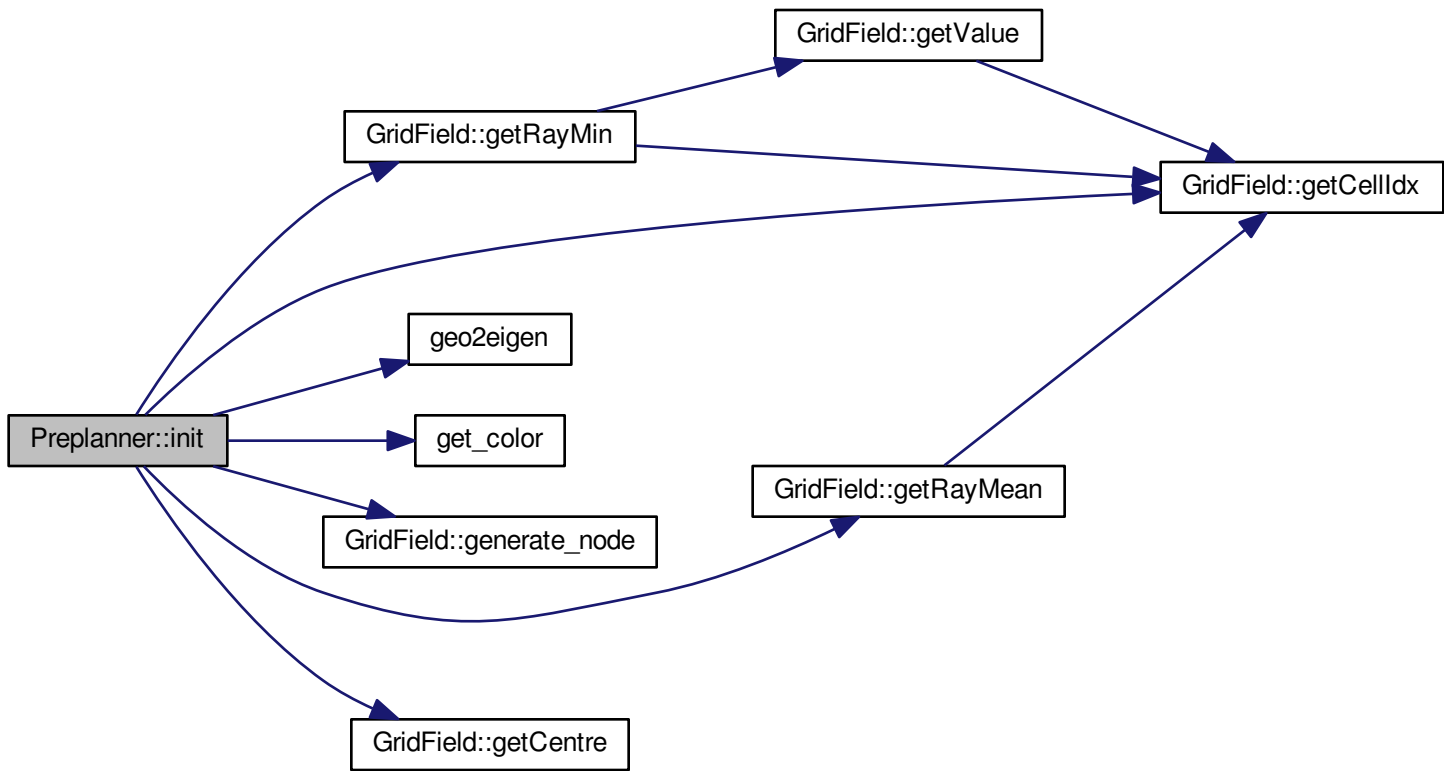 GridField::getValue
GridField::getRayMin
GridField::getCellIdx
geo2eigen
Preplanner::init
get_color
GridField::getRayMean
GridField::generate_node
GridField::getCentre